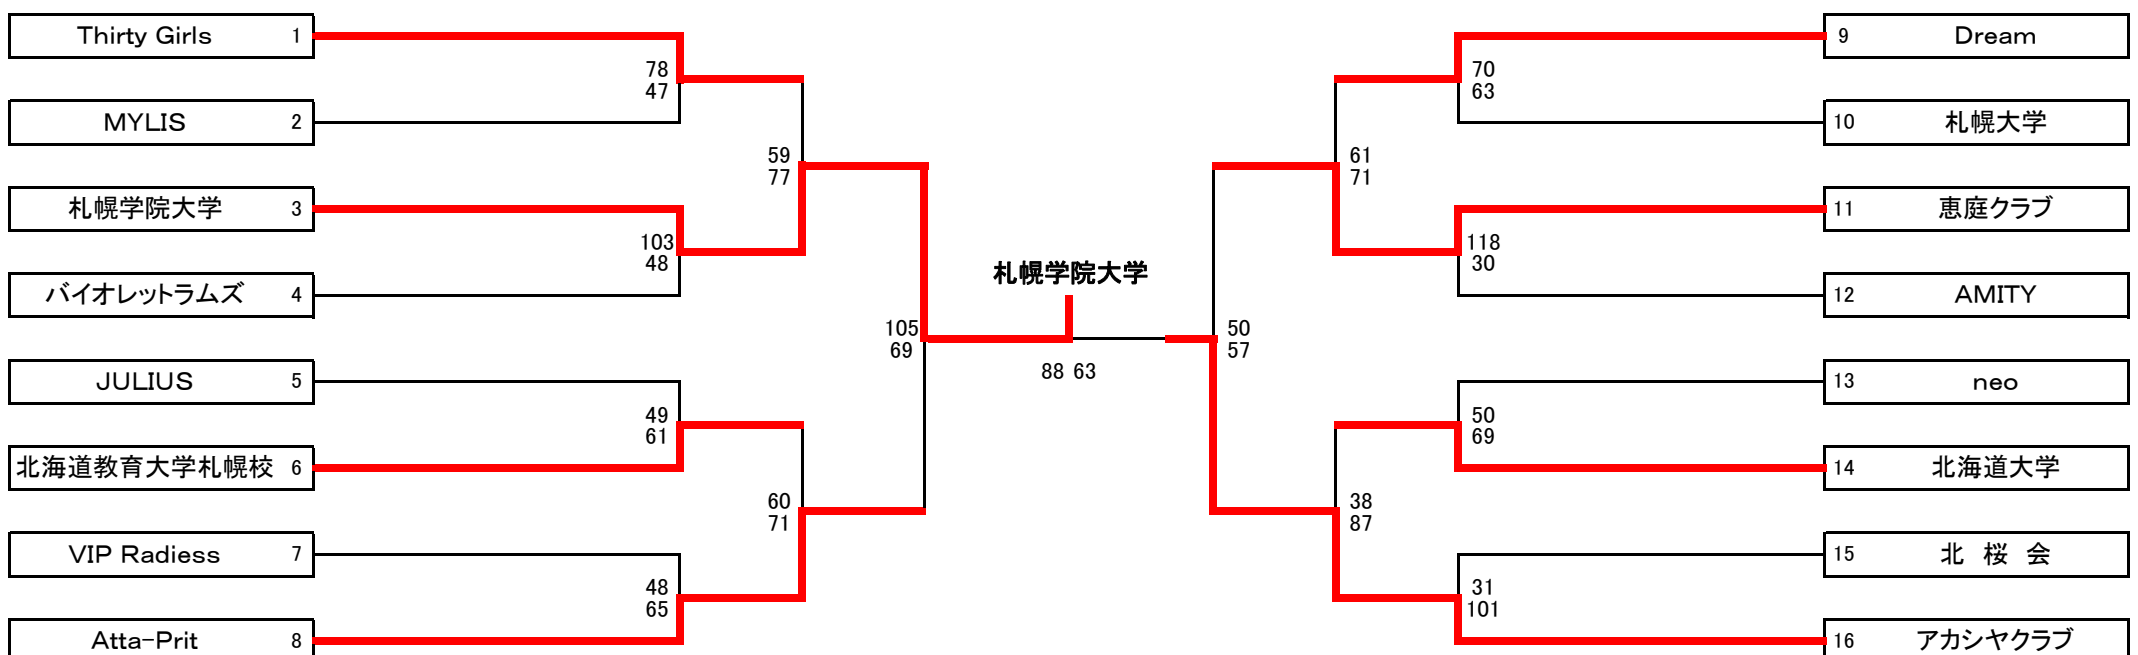 Thirty Girls 1
9 Dream
78
47
70
63
MYLIS 2
10 札幌大学
59
77
61
71
札幌学院大学 3
11 恵庭クラブ
103
48
118
30
札幌学院大学
バイオレットラムズ 4
12 AMITY
105
69
50
57
88 63
JULIUS 5
13 neo
49
61
50
69
北海道教育大学札幌校 6
14 北海道大学
60
71
38
87
VIP Radiess 7
15 北 桜 会
48
65
31
101
Atta-Prit 8
16 アカシヤクラブ